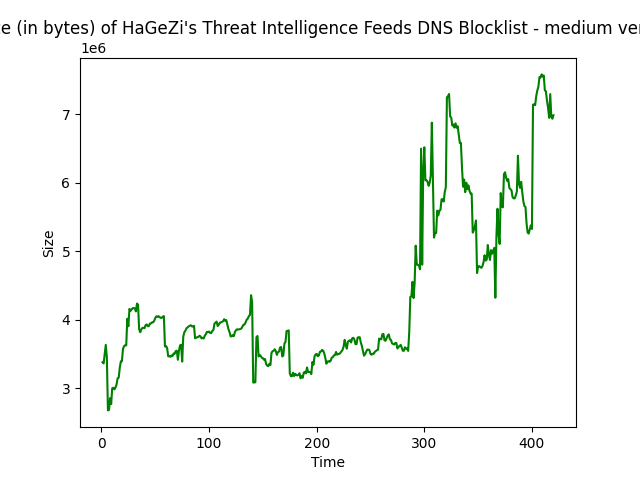 e (in bytes) of HaGeZi's Threat Intelligence Feeds DNS Blocklist - medium ver
1e6
7
6
5
4
3
Size
0 100 200 300 400
Time